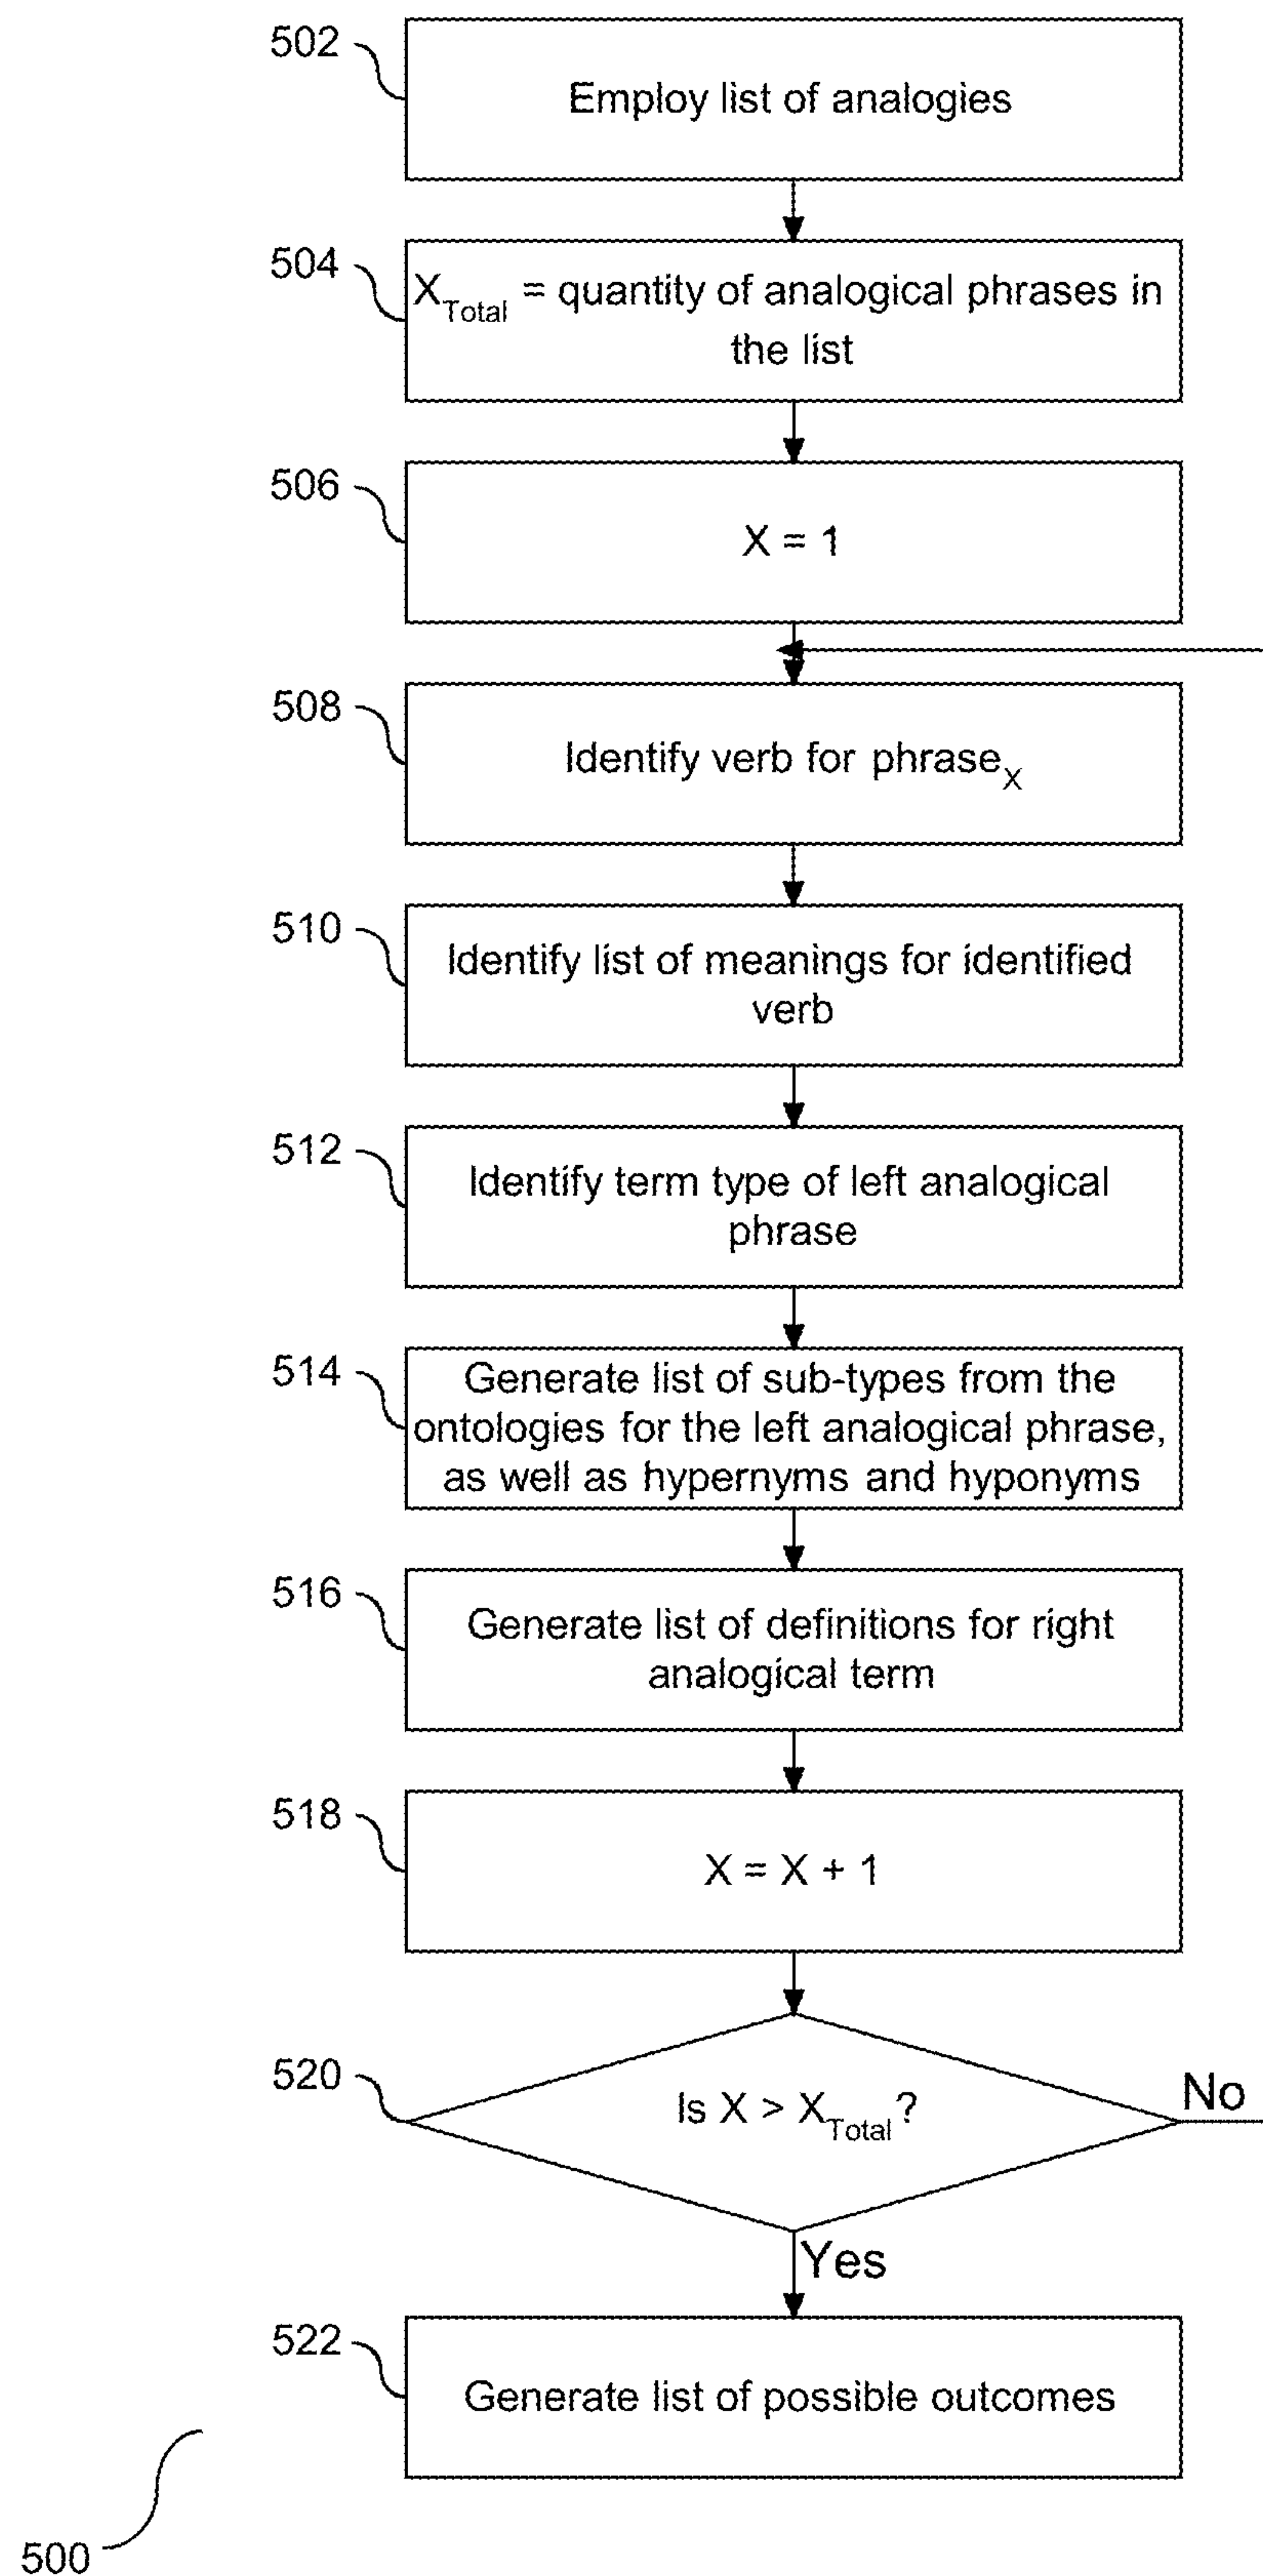 502
Employ list of analogies
504
X_Total = quantity of analogical phrases in
the list
506
X = 1
508
Identify verb for phrase_X
510
Identify list of meanings for identified
verb
512
Identify term type of left analogical
phrase
514
Generate list of sub-types from the
ontologies for the left analogical phrase,
as well as hypernyms and hyponyms
516
Generate list of definitions for right
analogical term
518
X = X + 1
520
Is X > X_Total?
No
Yes
522
Generate list of possible outcomes
500